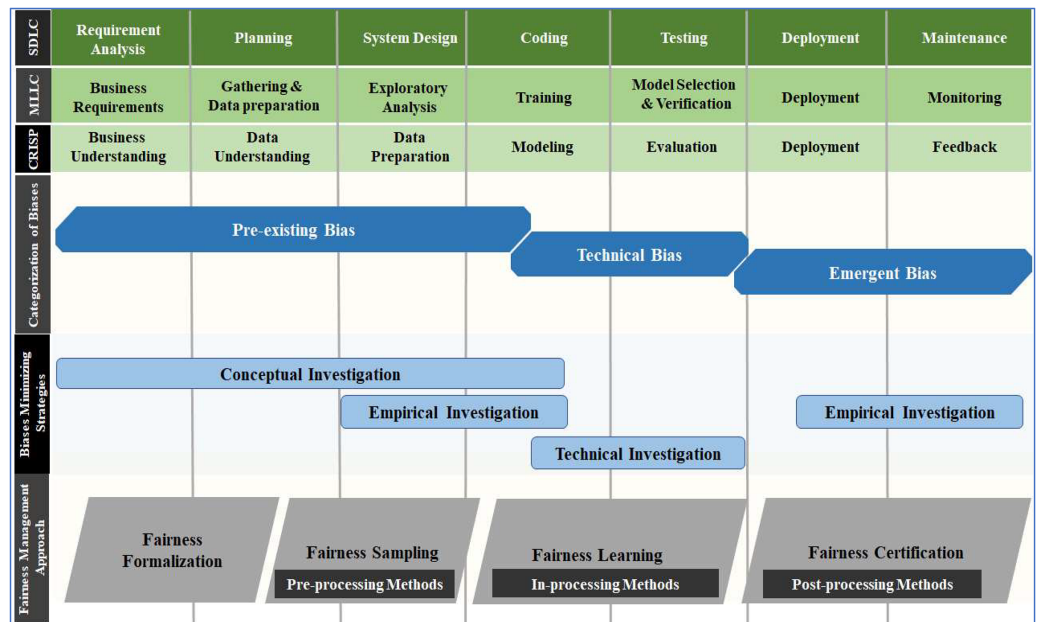 SDLC
Requirement
Analysis
Planning
System Design
Coding
Testing
Deployment
Maintenance
MLLC
Business
Requirements
Gathering &
Data preparation
Exploratory
Analysis
Training
Model Selection
& Verification
Deployment
Monitoring
CRISP
Business
Understanding
Data
Understanding
Data
Preparation
Modeling
Evaluation
Deployment
Feedback
Categorization of Biases
Pre-existing Bias
Technical Bias
Emergent Bias
Biases Minimizing
Strategies
Conceptual Investigation
Empirical Investigation
Empirical Investigation
Technical Investigation
Fairness Management
Approach
Fairness
Formalization
Fairness Sampling
Pre-processing Methods
Fairness Learning
In-processing Methods
Fairness Certification
Post-processing Methods